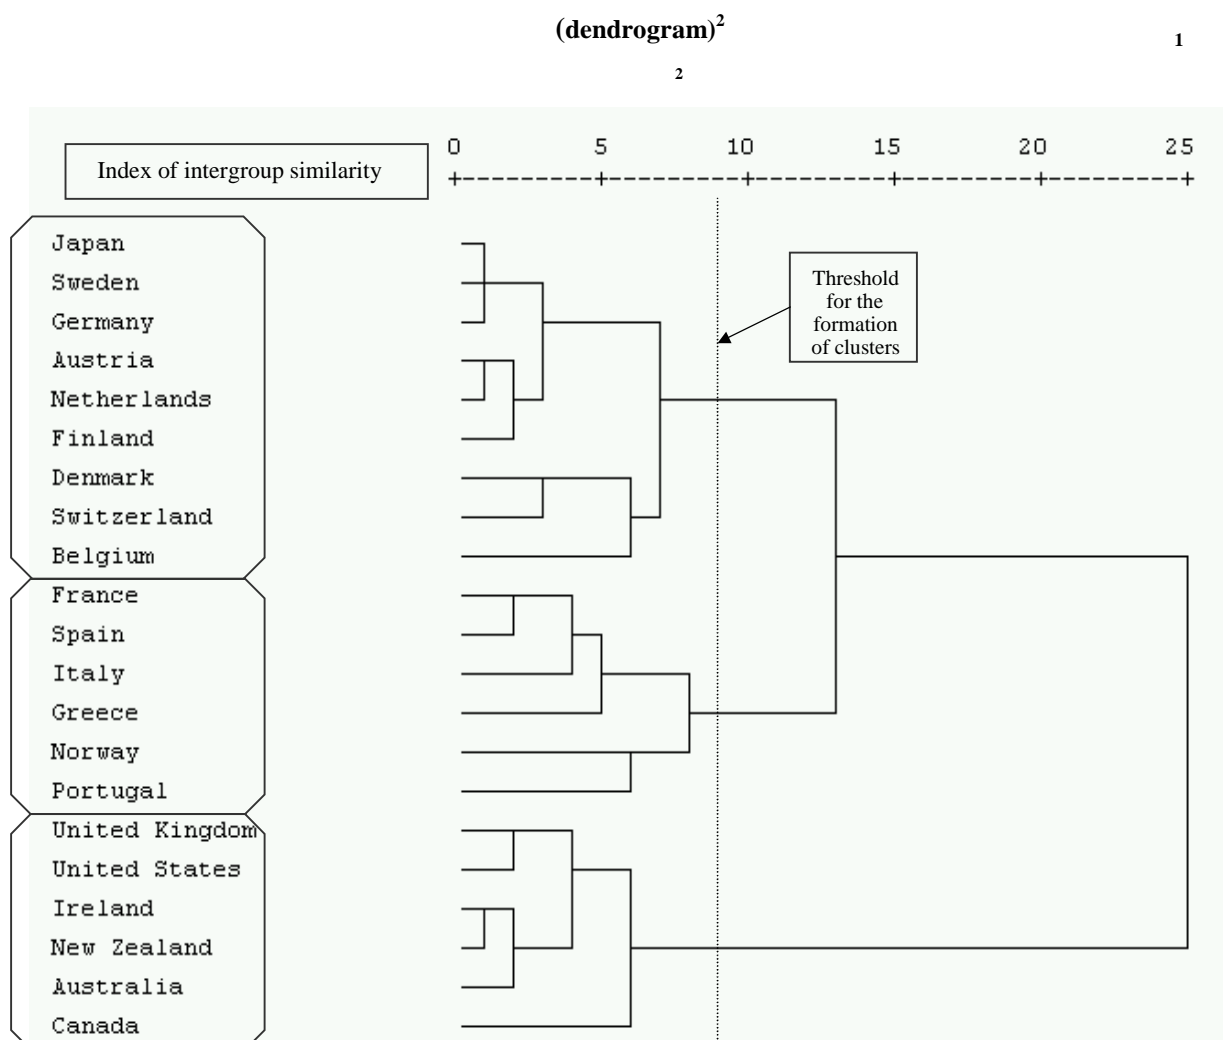 (dendrogram)2
1
2
Index of intergroup similarity
0 5 10 15 20 25
+---------+---------+---------+---------+---------+
Japan
Sweden
Germany
Threshold
for the
formation
of clusters
Austria
Netherlands
Finland
Denmark
Switzerland
Belgium
France
Spain
Italy
Greece
Norway
Portugal
United Kingdom
United States
Ireland
New Zealand
Australia
Canada